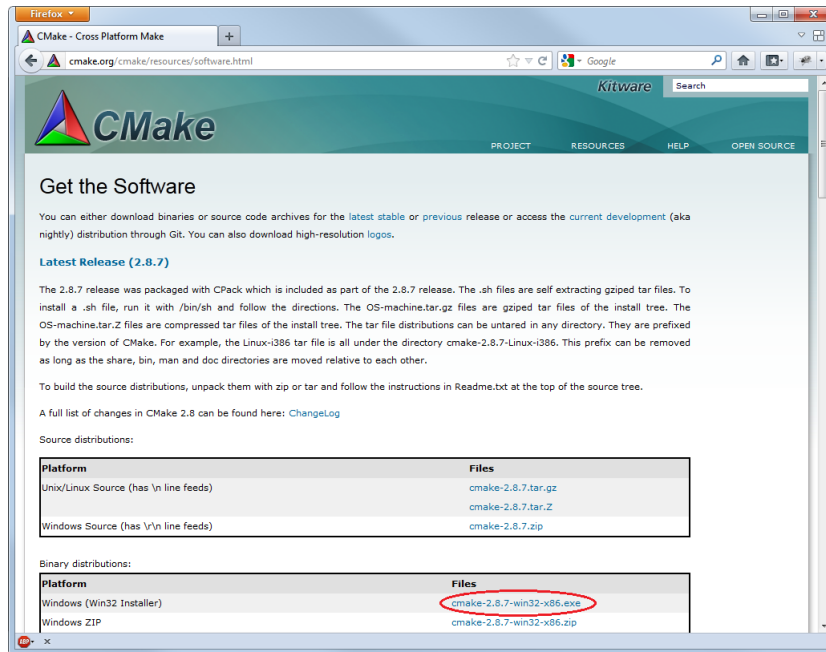 Firefox
CMake - Cross Platform Make
cmake.org/cmake/resources/software.html
Google
Kitware
Search
CMake
PROJECT RESOURCES HELP OPEN SOURCE
Get the Software
You can either download binaries or source code archives for the latest stable or previous release or access the current development (aka
nightly) distribution through Git. You can also download high-resolution logos.
Latest Release (2.8.7)
The 2.8.7 release was packaged with CPack which is included as part of the 2.8.7 release. The .sh files are self extracting gziped tar files. To
install a .sh file, run it with /bin/sh and follow the directions. The OS-machine.tar.gz files are gziped tar files of the install tree. The
OS-machine.tar.Z files are compressed tar files of the install tree. The tar file distributions can be untared in any directory. They are prefixed
by the version of CMake. For example, the Linux-i386 tar file is all under the directory cmake-2.8.7-Linux-i386. This prefix can be removed
as long as the share, bin, man and doc directories are moved relative to each other.
To build the source distributions, unpack them with zip or tar and follow the instructions in Readme.txt at the top of the source tree.
A full list of changes in CMake 2.8 can be found here: ChangeLog
Source distributions:
Platform Files
Unix/Linux Source (has \n line feeds) cmake-2.8.7.tar.gz
cmake-2.8.7.tar.Z
Windows Source (has \r\n line feeds) cmake-2.8.7.zip
Binary distributions:
Platform Files
Windows (Win32 Installer) cmake-2.8.7-win32-x86.exe
Windows ZIP cmake-2.8.7-win32-x86.zip
ABP